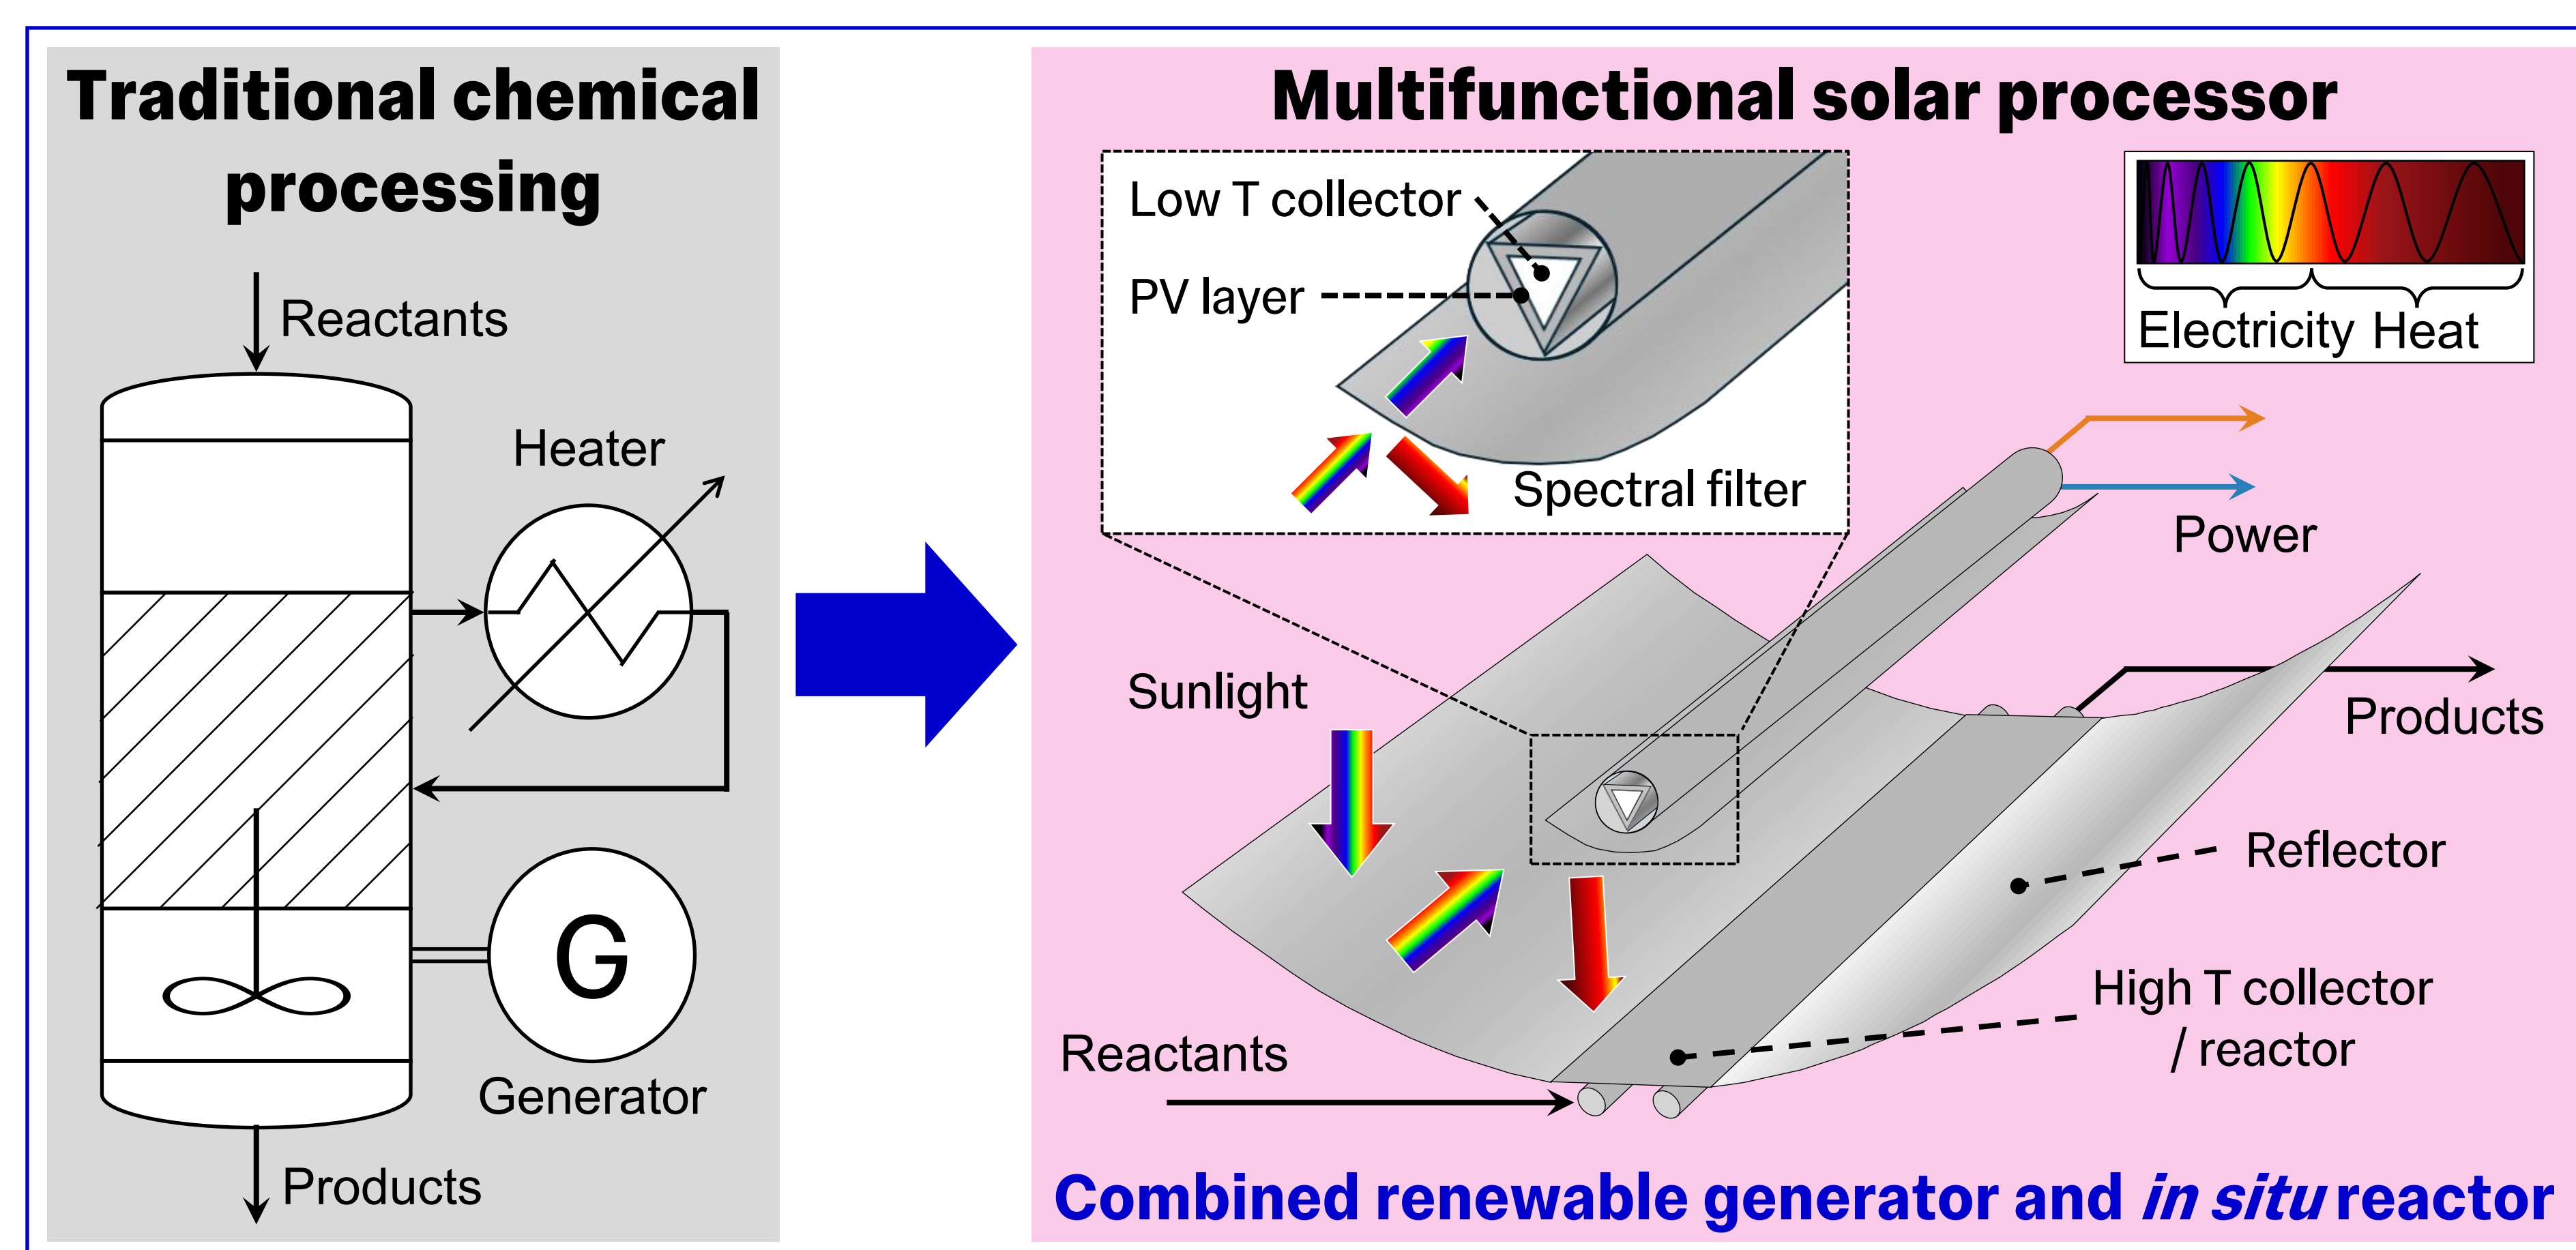 Traditional chemical
processing
Reactants
Heater
G
Generator
Products
Multifunctional solar processor
Low T collector
PV layer
Spectral filter
Electricity Heat
Power
Sunlight
Products
Reflector
High T collector
/ reactor
Reactants
Combined renewable generator and in situ reactor